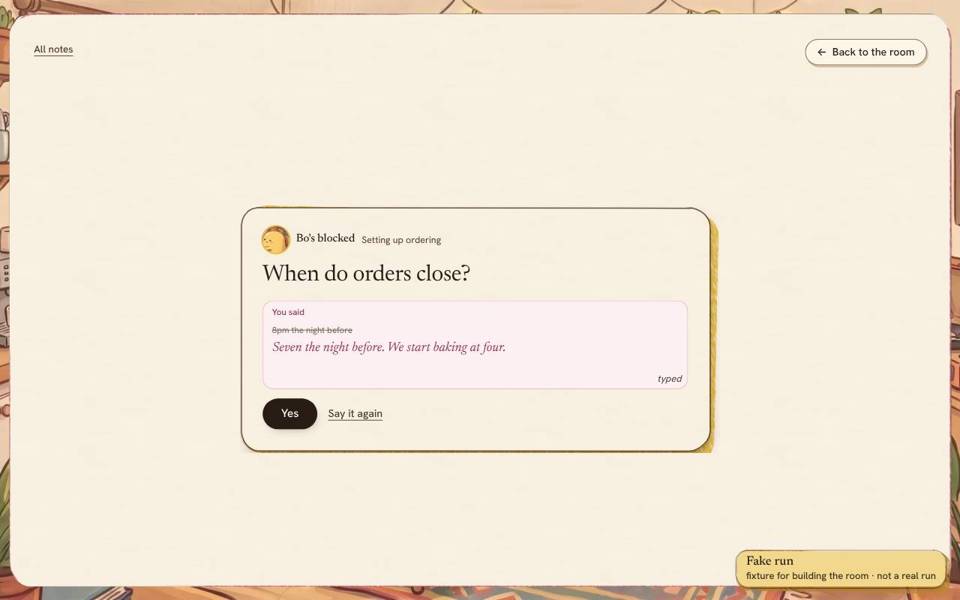 All notes
← Back to the room
Bo's blocked Setting up ordering
When do orders close?
You said
8pm the night before
Seven the night before. We start baking at four.
typed
Yes Say it again
Fake run
fixture for building the room · not a real run